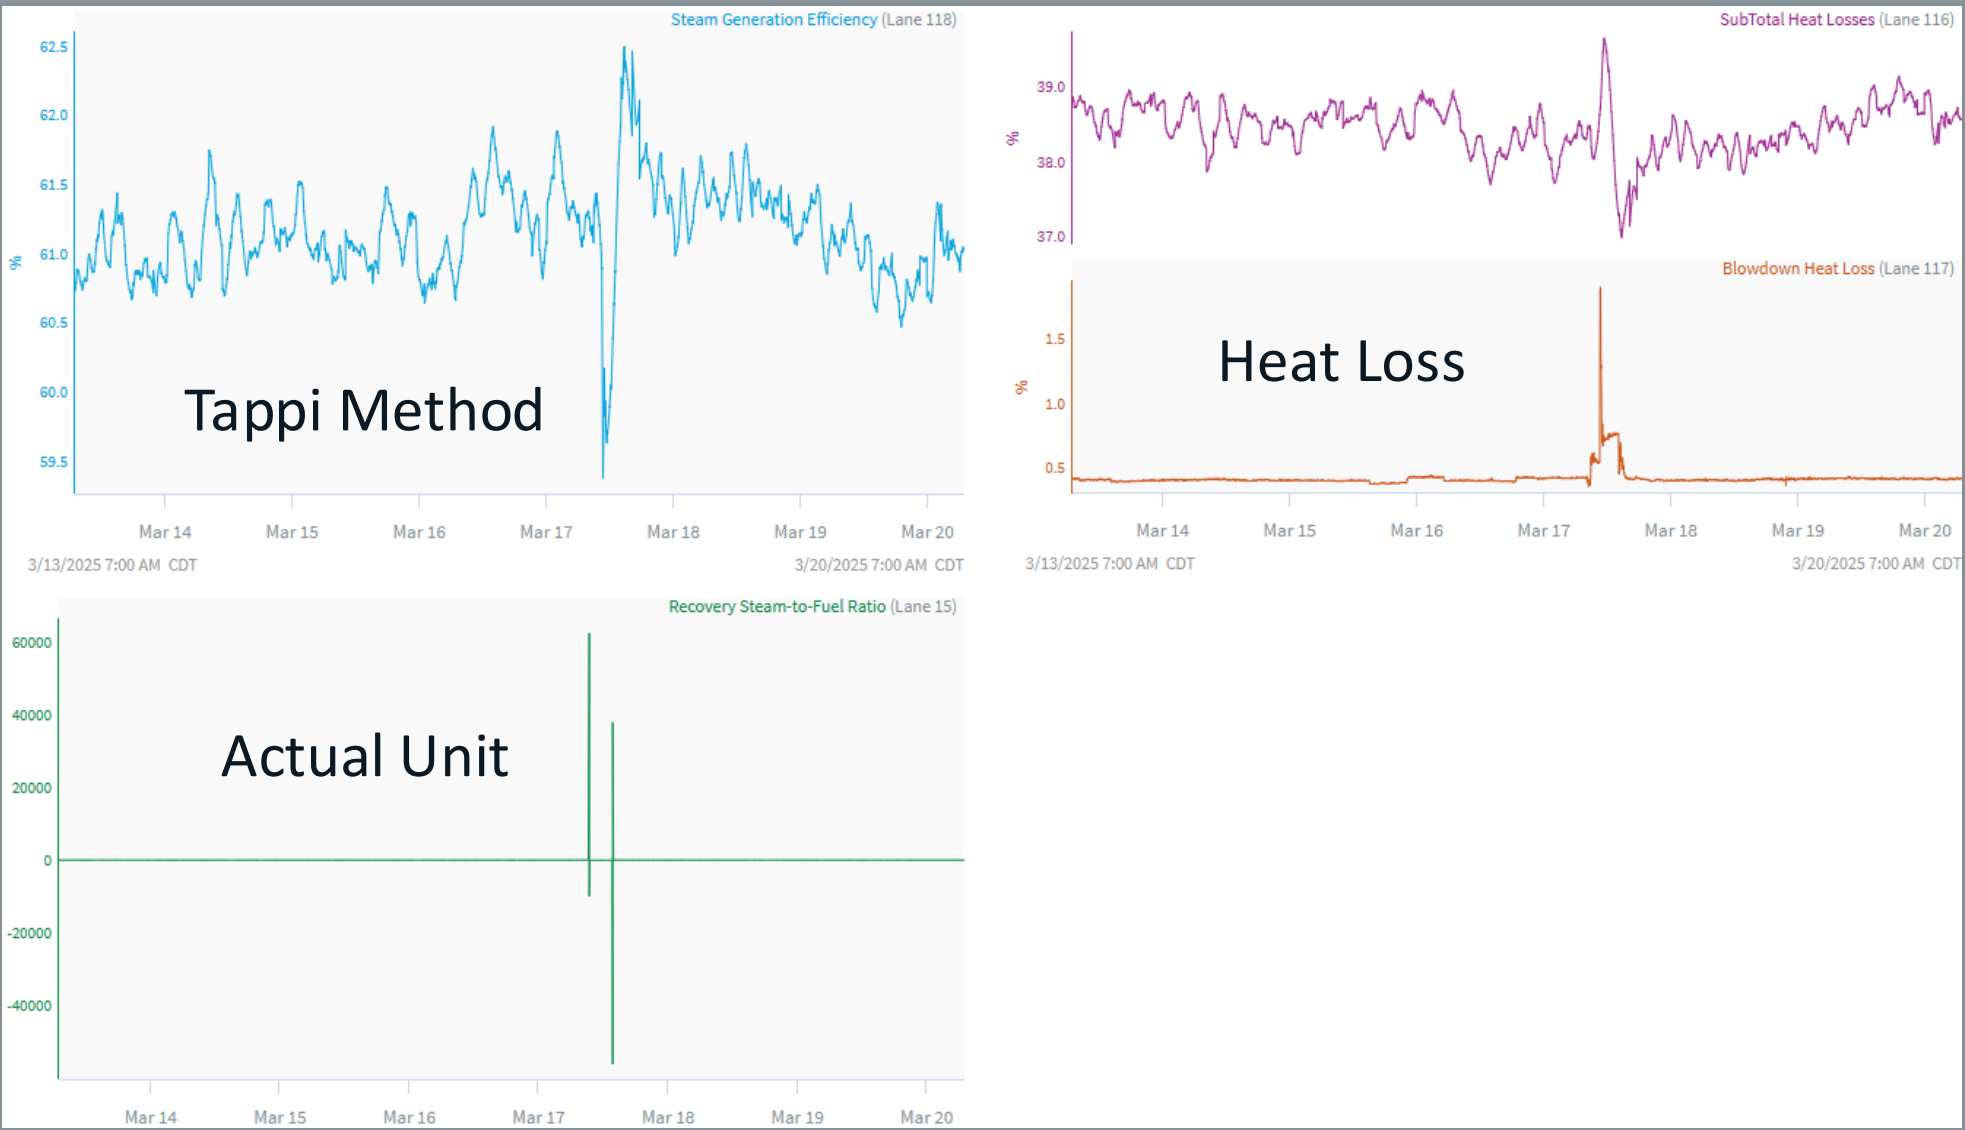 Steam Generation Efficiency (Lane 118)
62.5
62.0
61.5
61.0
60.5
60.0
59.5
%
Tappi Method
Mar 14 Mar 15 Mar 16 Mar 17 Mar 18 Mar 19 Mar 20
3/13/2025 7:00 AM CDT 3/20/2025 7:00 AM CDT
SubTotal Heat Losses (Lane 116)
39.0
38.0
37.0
%
Blowdown Heat Loss (Lane 117)
1.5
1.0
0.5
%
Heat Loss
Mar 14 Mar 15 Mar 16 Mar 17 Mar 18 Mar 19 Mar 20
3/13/2025 7:00 AM CDT 3/20/2025 7:00 AM CDT
Recovery Steam-to-Fuel Ratio (Lane 15)
60000
40000
20000
0
-20000
-40000
Actual Unit
Mar 14 Mar 15 Mar 16 Mar 17 Mar 18 Mar 19 Mar 20